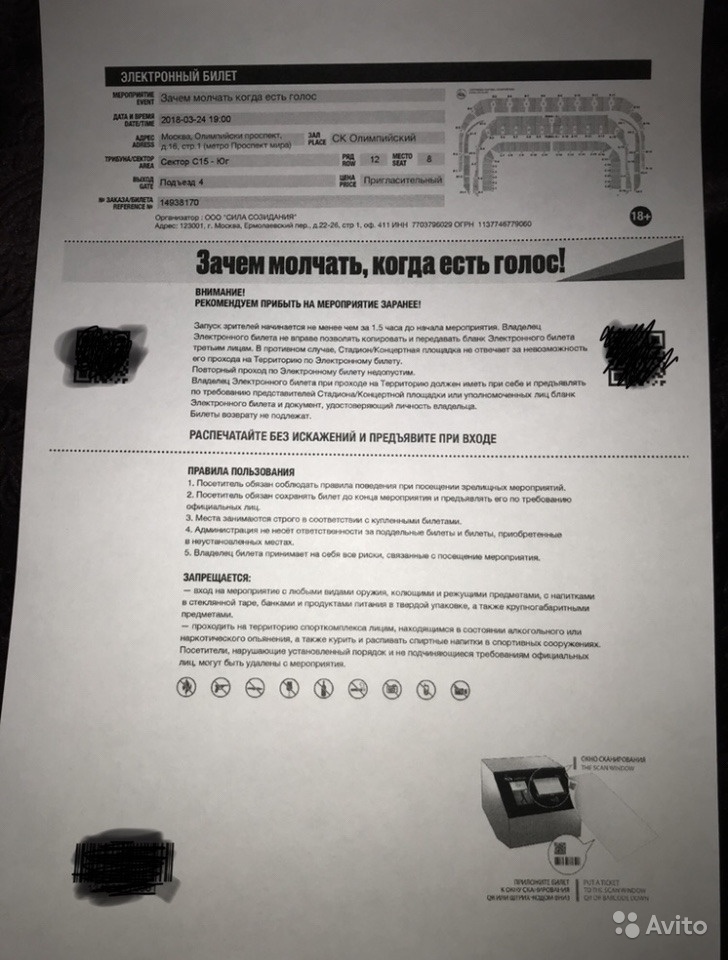 ЭЛЕКТРОННЫЙ БИЛЕТ
МЕРОПРИЯТИЕ
EVENT
Зачем молчать когда есть голос
ДАТА И ВРЕМЯ
DATE/TIME
2018-03-24 19:00
АДРЕС
ADRESS
Москва, Олимпийски проспект,
д.16, стр.1 (метро Проспект мира)
ЗАЛ
PLACE
СК Олимпийский
ТРИБУНА/СЕКТОР
AREA
Сектор C15 - Юг
РЯД
ROW
12
МЕСТО
SEAT
8
ВЫХОД
GATE
Подъезд 4
ЦЕНА
PRICE
Пригласительный
№ ЗАКАЗА/БИЛЕТА
REFERENCE №
14938170
Организатор : ООО "СИЛА СОЗИДАНИЯ"
Адрес: 123001, г. Москва, Ермолаевский пер., д.22-26, стр 1, оф. 411 ИНН 7703796029 ОГРН 1137746779060
18+
Зачем молчать, когда есть голос!
ВНИМАНИЕ!
РЕКОМЕНДУЕМ ПРИБЫТЬ НА МЕРОПРИЯТИЕ ЗАРАНЕЕ!
Запуск зрителей начинается не менее чем за 1.5 часа до начала мероприятия. Владелец
Электронного билета не вправе позволять копировать и передавать бланк Электронного билета
третьим лицам. В противном случае, Стадион/Концертная площадка не отвечает за невозможность
его прохода на Территорию по Электронному билету.
Повторный проход по Электронному билету недопустим.
Владелец Электронного билета при проходе на Территорию должен иметь при себе и предъявлять
по требованию представителей Стадиона/Концертной площадки или уполномоченных лиц бланк
Электронного билета и документ, удостоверяющий личность владельца.
Билеты возврату не подлежат.
РАСПЕЧАТАЙТЕ БЕЗ ИСКАЖЕНИЙ И ПРЕДЪЯВИТЕ ПРИ ВХОДЕ
ПРАВИЛА ПОЛЬЗОВАНИЯ
1. Посетитель обязан соблюдать правила поведения при посещении зрелищных мероприятий.
2. Посетитель обязан сохранять билет до конца мероприятия и предъявлять его по требованию
официальных лиц.
3. Места занимаются строго в соответствии с купленными билетами.
4. Администрация не несёт ответственности за поддельные билеты и билеты, приобретенные
в неустановленных местах.
5. Владелец билета принимает на себя все риски, связанные с посещение мероприятия.
ЗАПРЕЩАЕТСЯ:
— вход на мероприятие с любыми видами оружия, колющими и режущими предметами, с напитками
в стеклянной таре, банками и продуктами питания в твердой упаковке, а также крупногабаритными
предметами.
— проходить на территорию спорткомплекса лицам, находящимся в состоянии алкогольного или
наркотического опьянения, а также курить и распивать спиртные напитки в спортивных сооружениях.
Посетители, нарушающие установленный порядок и не подчиняющиеся требованиям официальных
лиц, могут быть удалены с мероприятия.
ОКНО СКАНИРОВАНИЯ
THE SCAN WINDOW
ПРИЛОЖИТЕ БИЛЕТ
К ОКНУ СКАНИРОВАНИЯ
QR ИЛИ ШТРИХ-КОДОМ ВНИЗ
PUT A TICKET
TO THE SCAN WINDOW
QR OR BARCODE DOWN
Avito